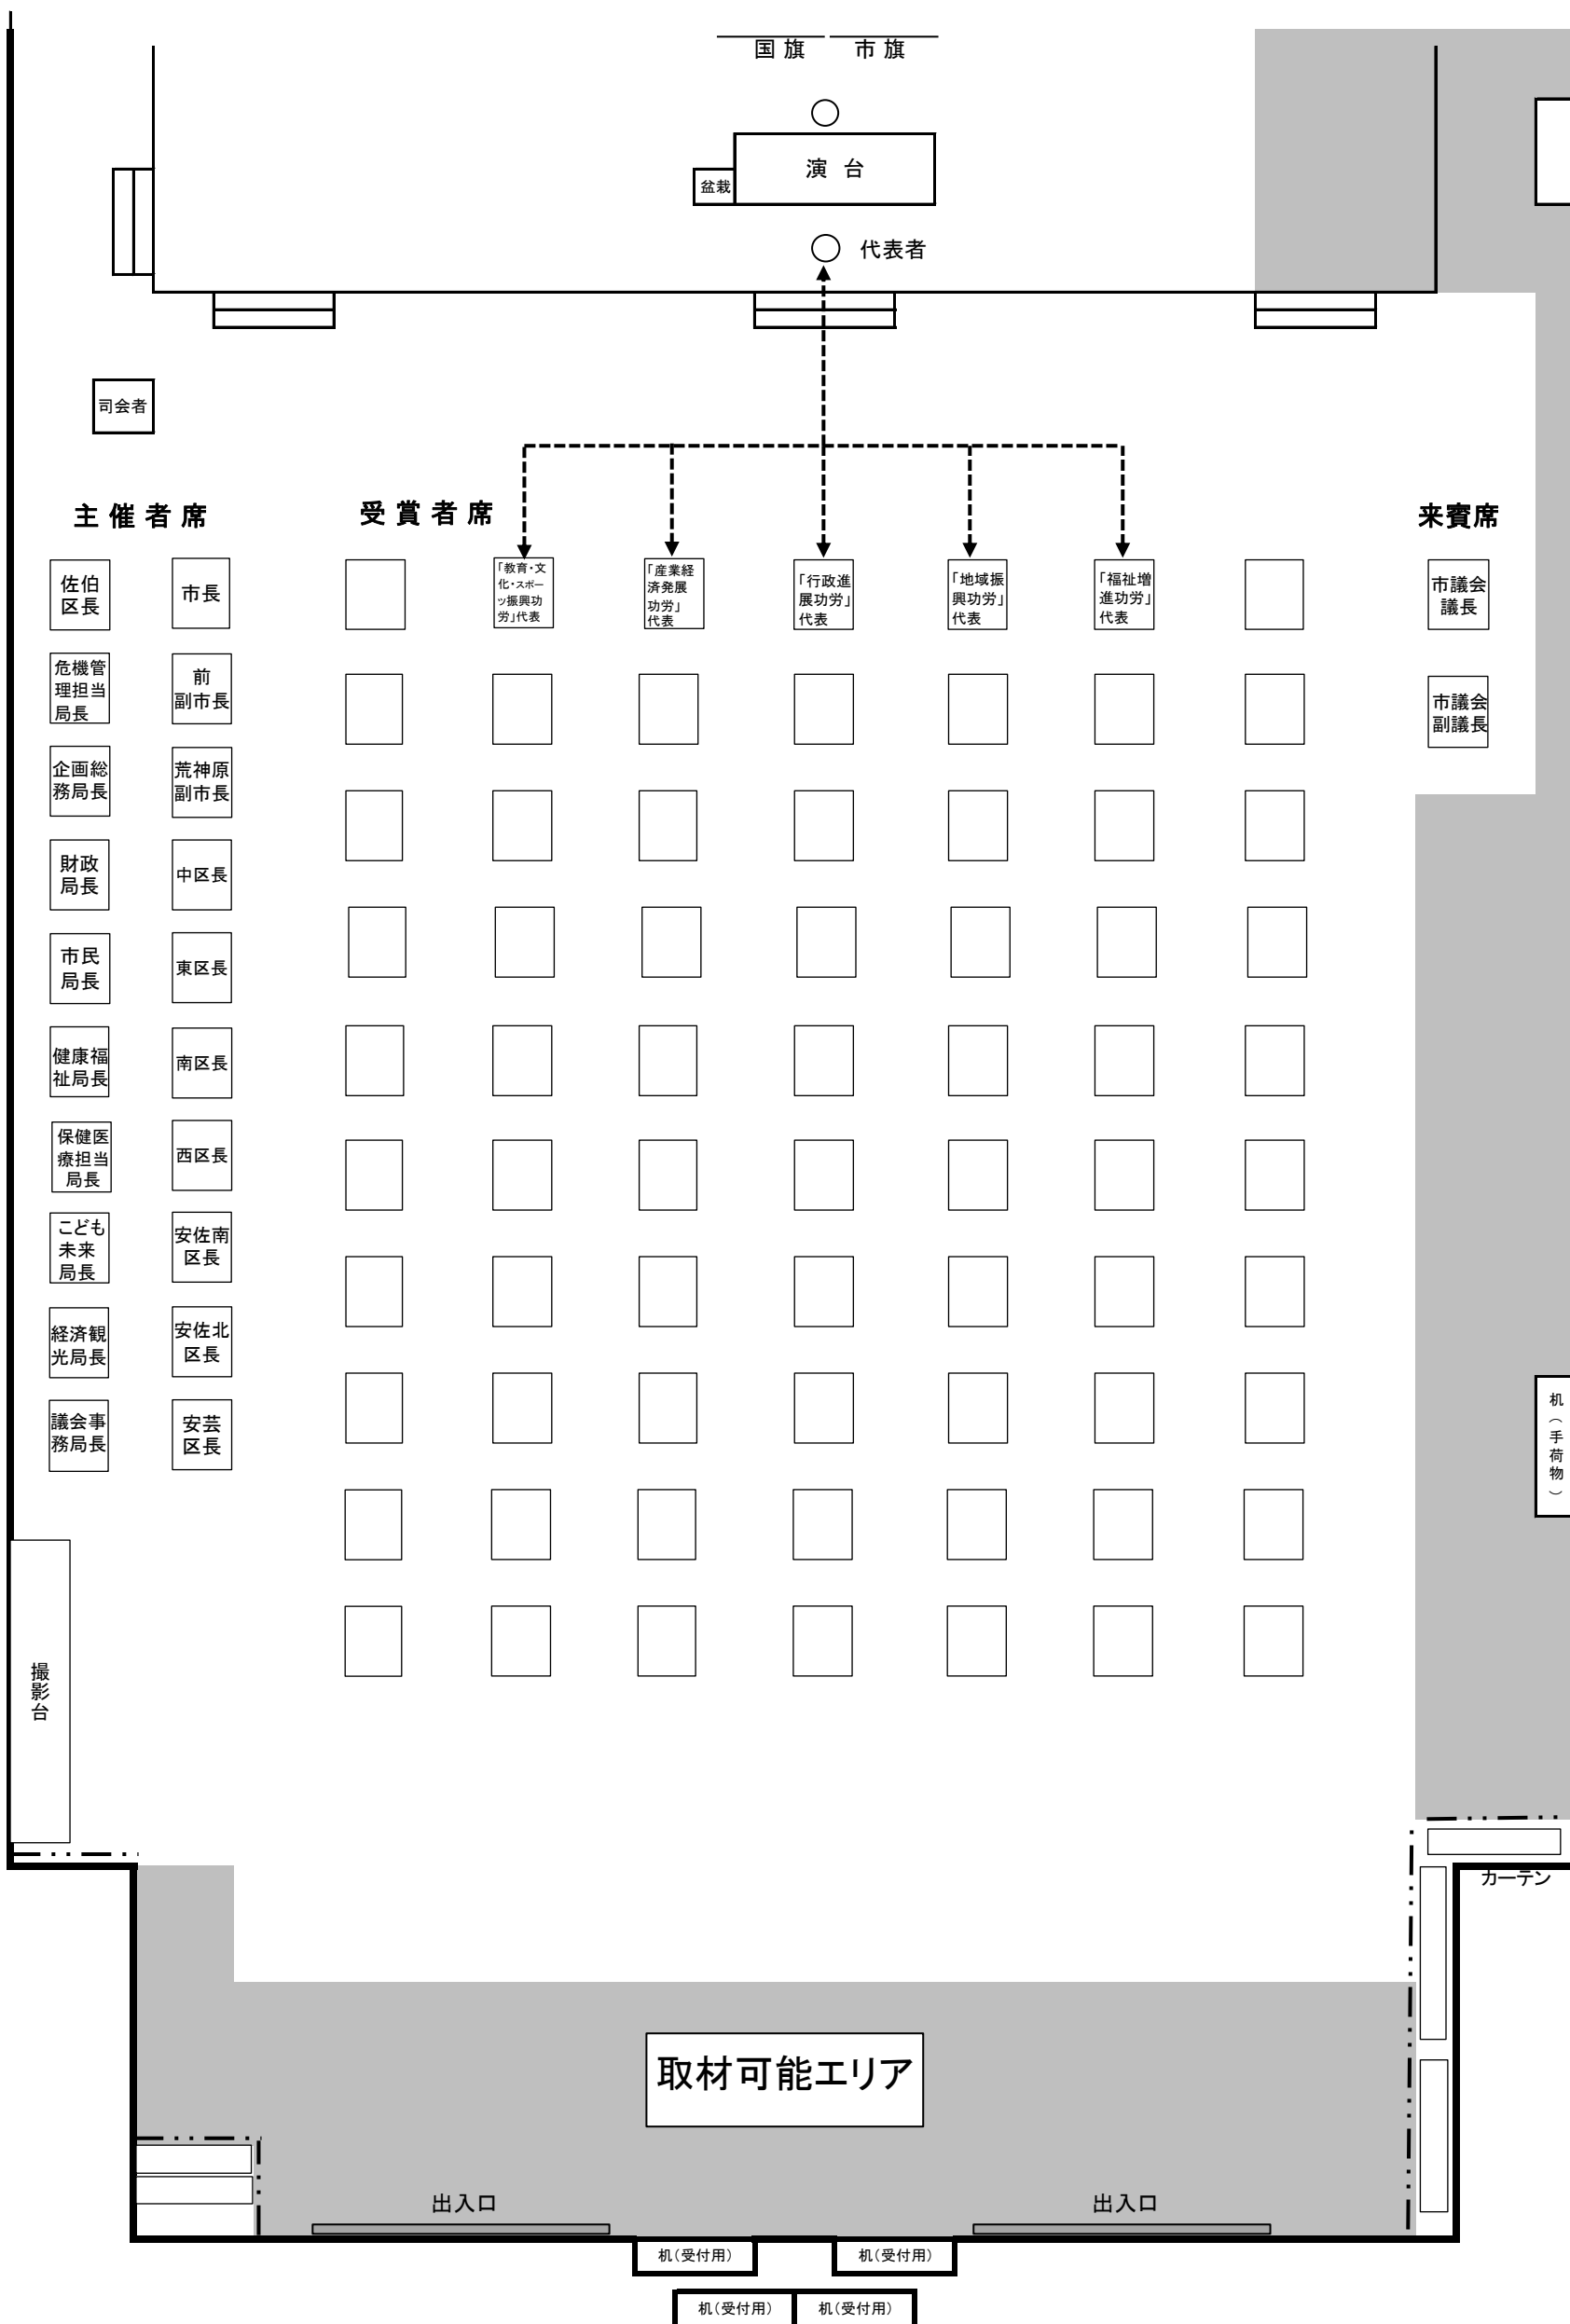 国 旗　市 旗
演　台
盆栽
代表者
司会者
主 催 者 席
受 賞 者 席
来賓席
佐伯
区長
市長
「教育・文
化・スポー
ツ振興功
労」代表
「産業経
済発展
功労」
代表
「行政進
展功労」
代表
「地域振
興功労」
代表
「福祉増
進功労」
代表
市議会
議長
危機管
理担当
局長
前
副市長
市議会
副議長
企画総
務局長
荒神原
副市長
財政
局長
中区長
市民
局長
東区長
健康福
祉局長
南区長
保健医
療担当
局長
西区長
こども
未来
局長
安佐南
区長
経済観
光局長
安佐北
区長
議会事
務局長
安芸
区長
机（手荷物）
撮影台
カーテン
取材可能エリア
出入口
出入口
机（受付用）
机（受付用）
机（受付用）
机（受付用）